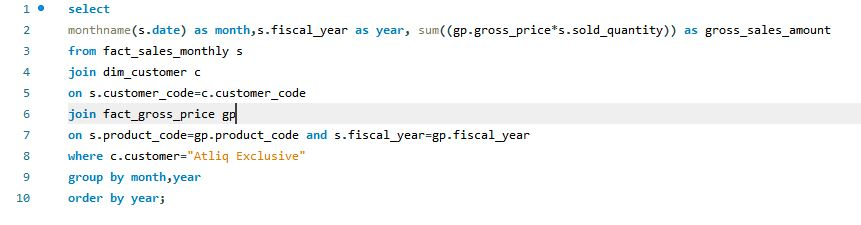 1 select
2 monthname(s.date) as month,s.fiscal_year as year, sum((gp.gross_price*s.sold_quantity)) as gross_sales_amount
3 from fact_sales_monthly s
4 join dim_customer c
5 on s.customer_code=c.customer_code
6 join fact_gross_price gp
7 on s.product_code=gp.product_code and s.fiscal_year=gp.fiscal_year
8 where c.customer="Atliq Exclusive"
9 group by month,year
10 order by year;